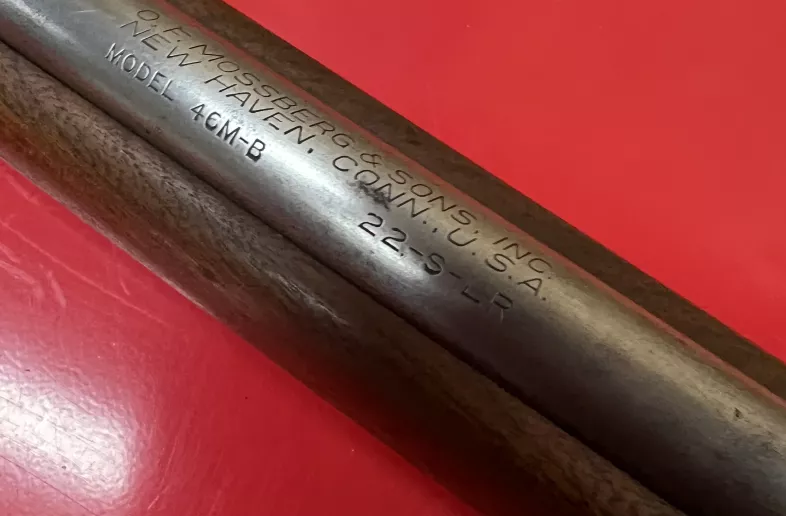 O.F. MOSSBERG & SONS, INC.
NEW HAVEN, CONN., U.S.A.
MODEL 46M-B
22-S-LR